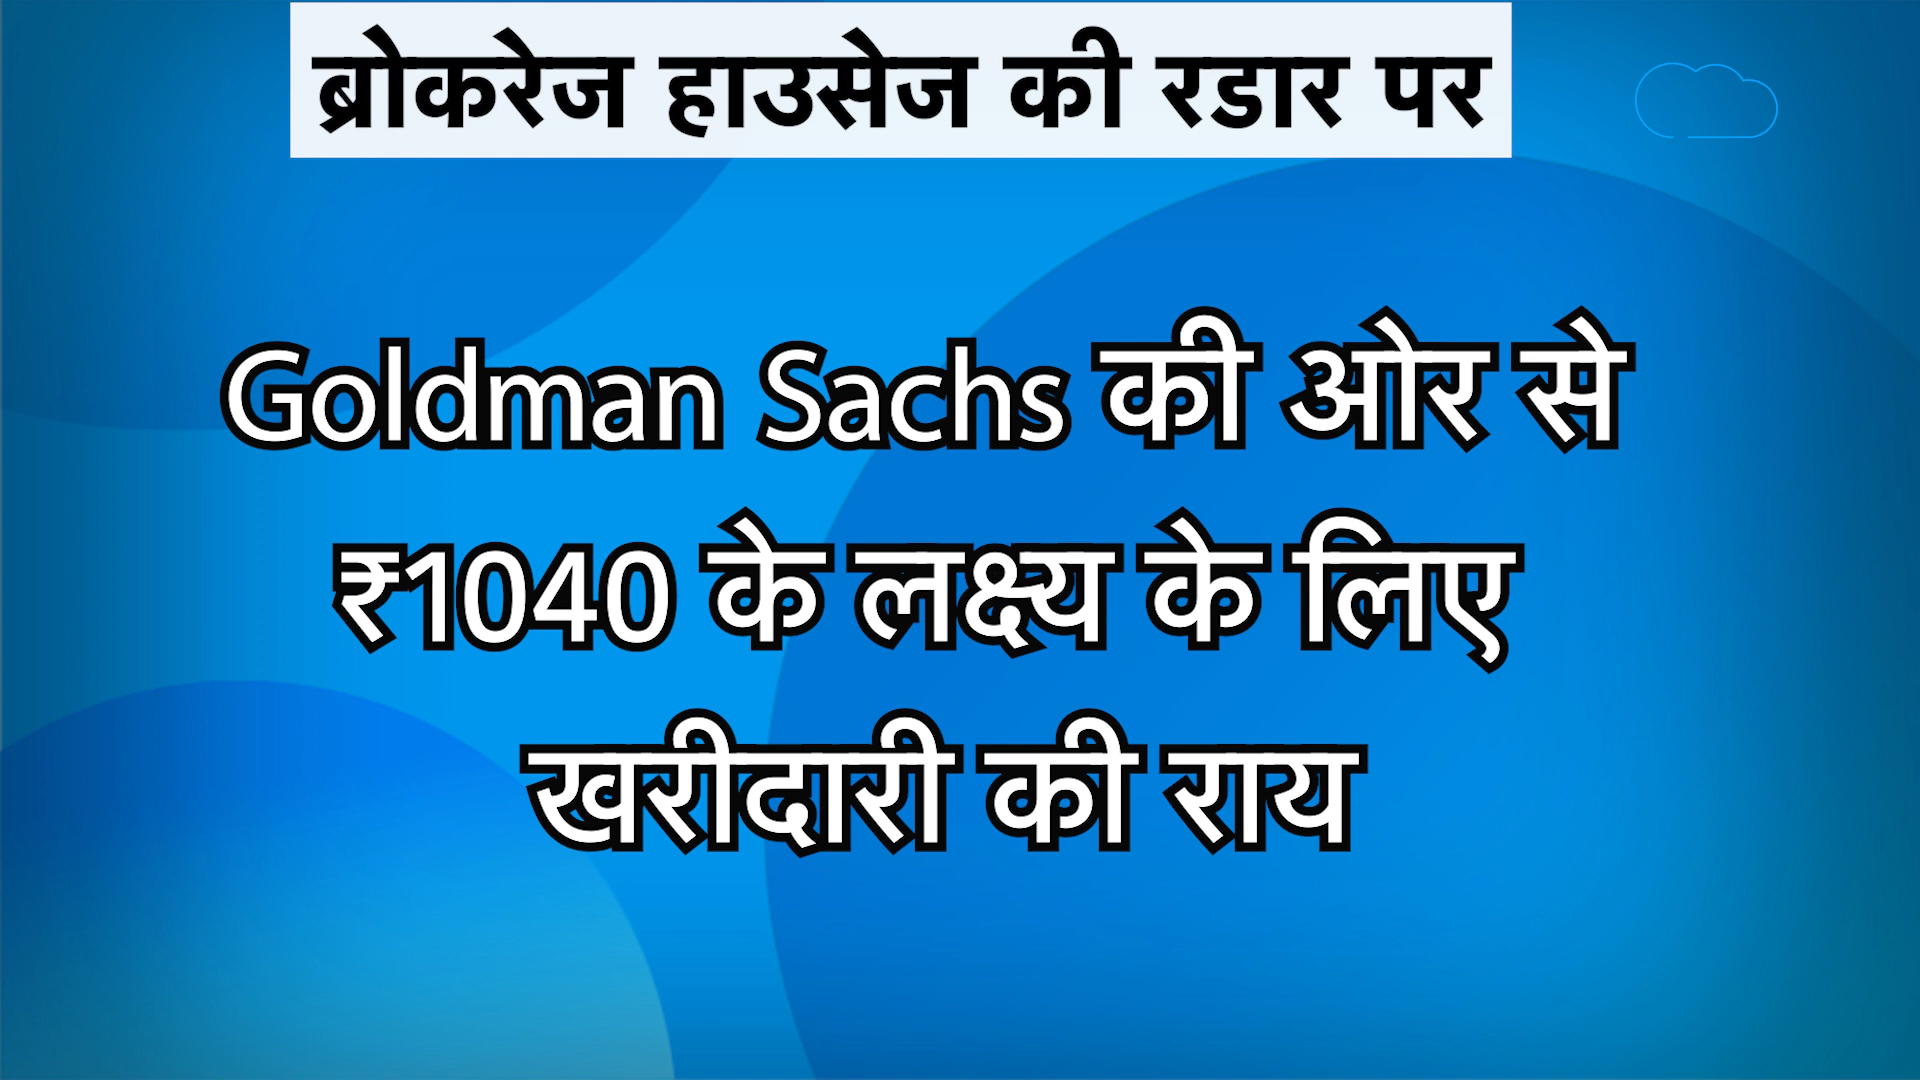 ब्रोकरेज हाउसेज की रडार पर
Goldman Sachs की ओर से
₹1040 के लक्ष्य के लिए
खरीदारी की राय